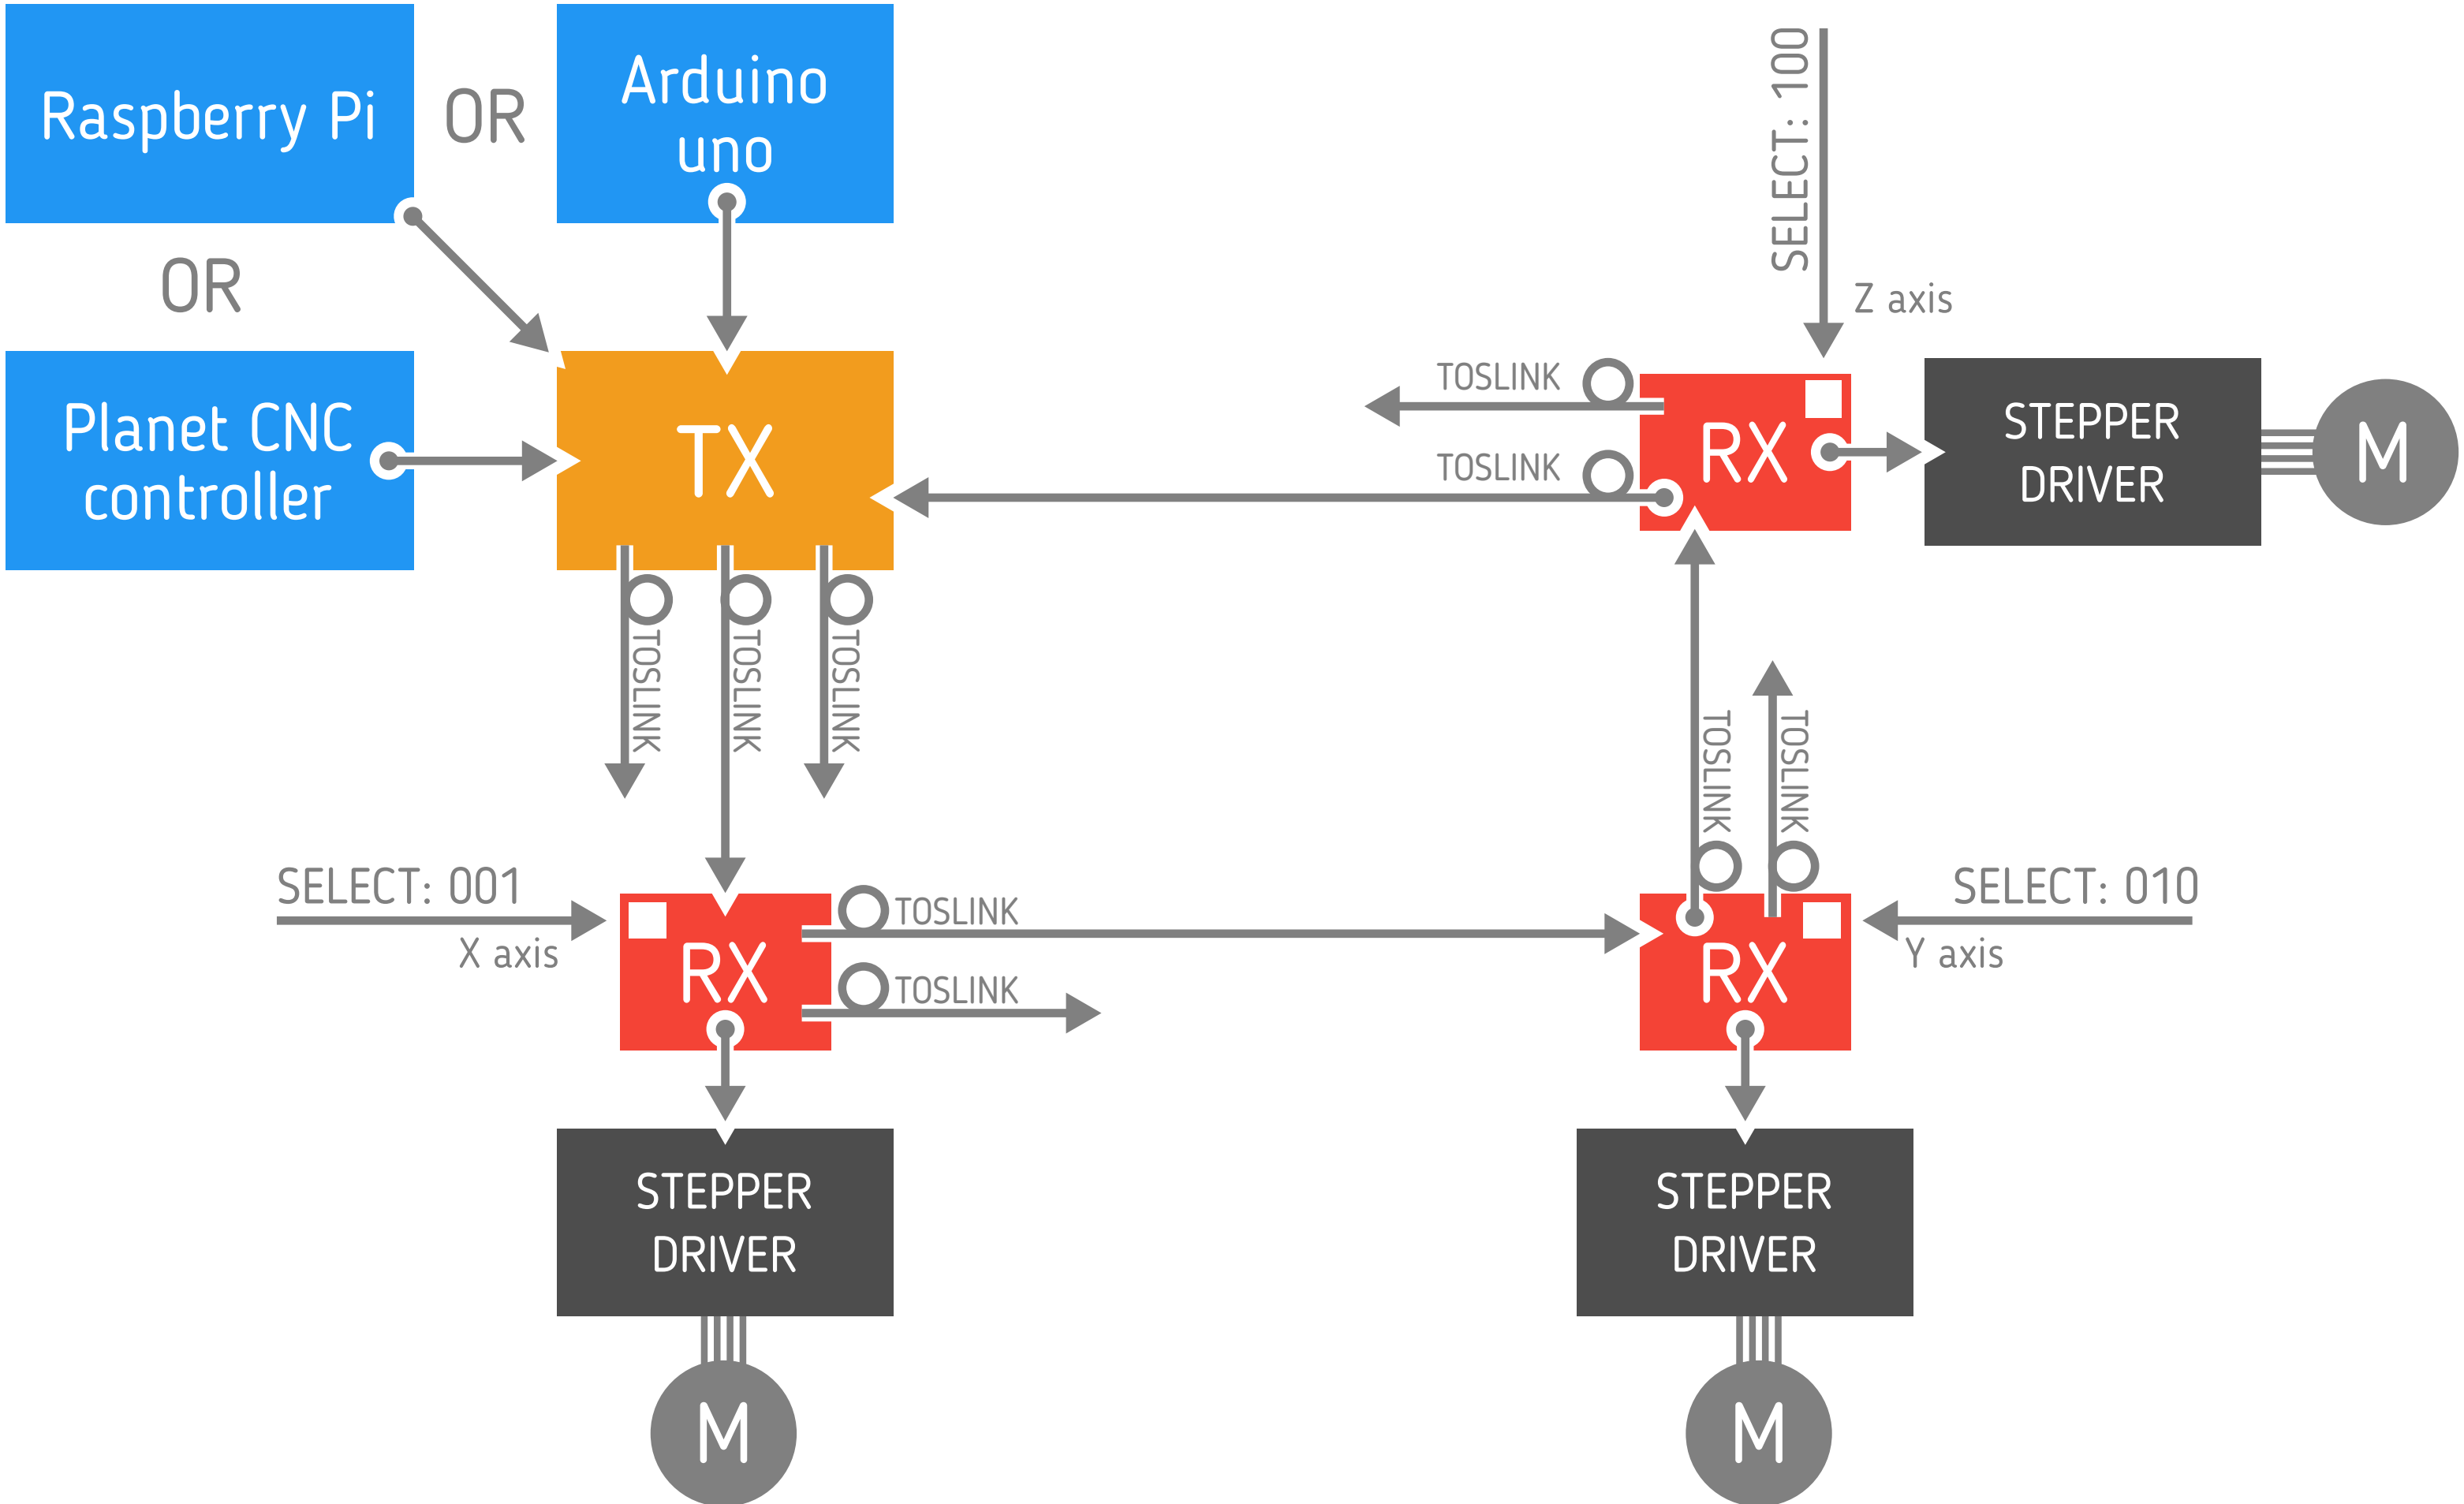 Raspberry Pi
OR
Arduino
uno
OR
Planet CNC
controller
TX
TOSLINK
TOSLINK
TOSLINK
SELECT: 100
Z axis
TOSLINK
TOSLINK
RX
STEPPER
DRIVER
M
TOSLINK
TOSLINK
SELECT: 001
X axis
RX
TOSLINK
TOSLINK
RX
SELECT: 010
Y axis
STEPPER
DRIVER
M
STEPPER
DRIVER
M